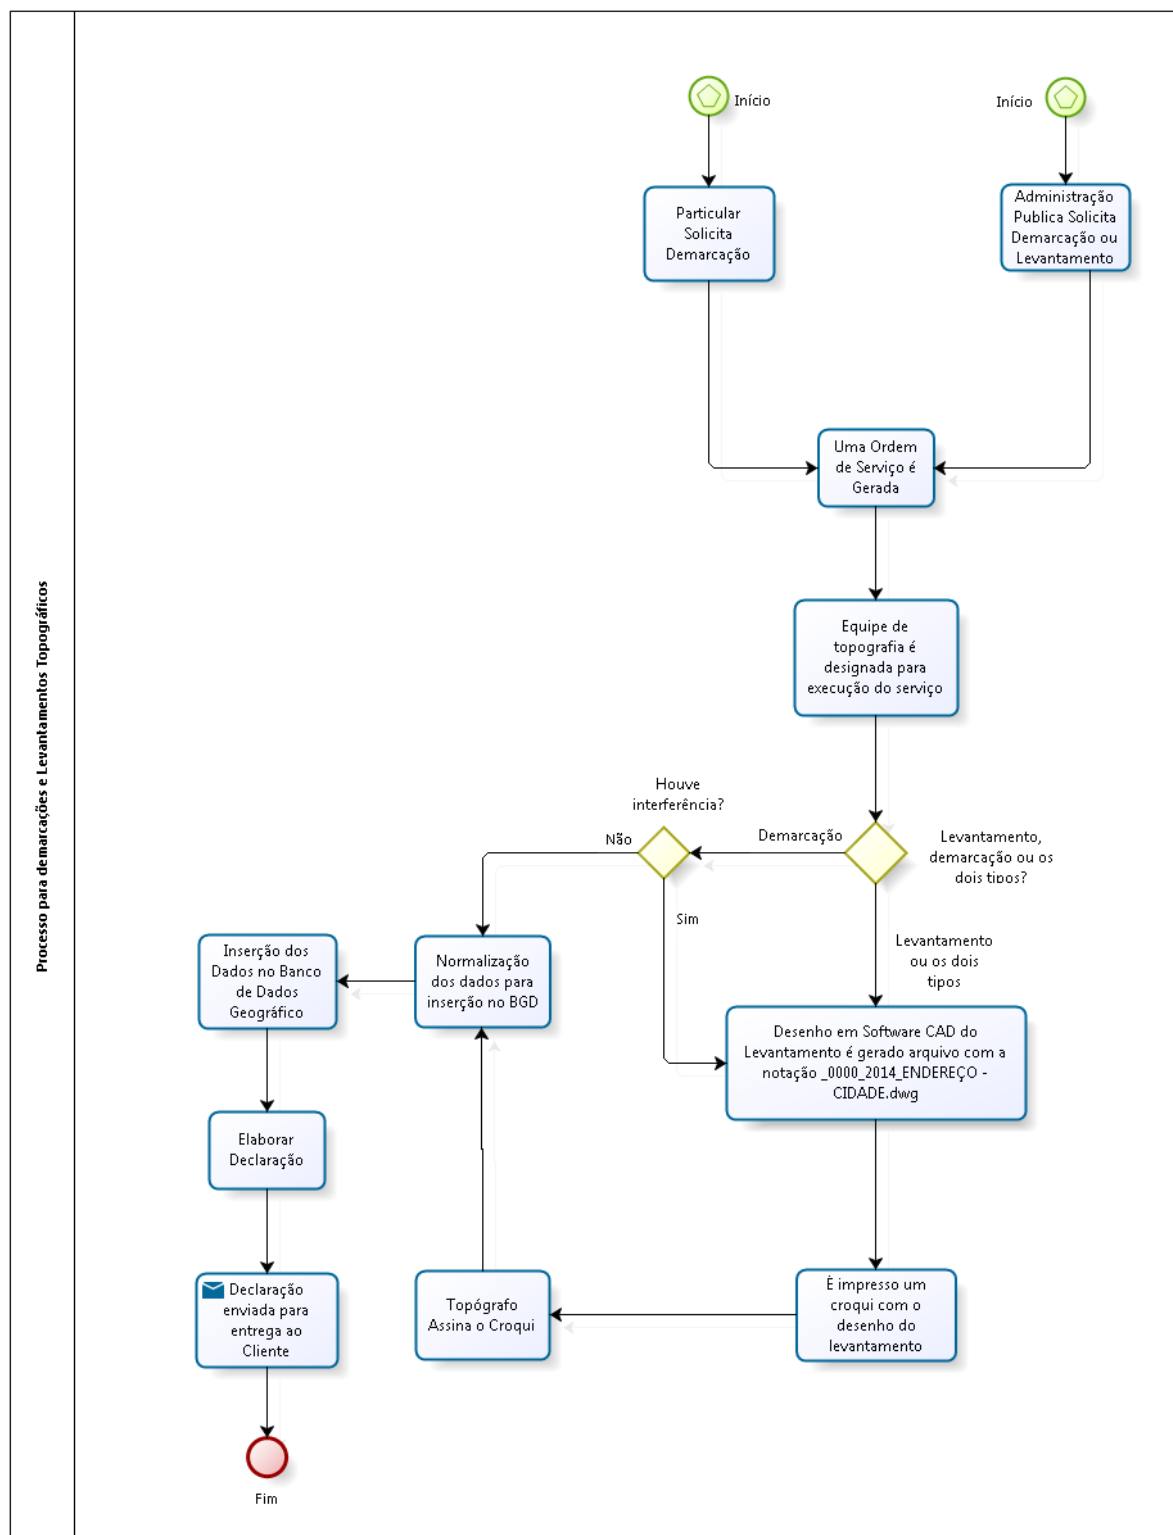 Processo para demarcações e Levantamentos Topográficos
Início
Início
Particular
Solicita
Demarcação
Administração
Publica Solicita
Demarcação ou
Levantamento
Uma Ordem
de Serviço é
Gerada
Equipe de
topografia é
designada para
execução do serviço
Houve
interferência?
Não
Demarcação
Levantamento,
demarcação ou os
dois tipos?
Sim
Levantamento
ou os dois
tipos
Inserção dos
Dados no Banco
de Dados
Geográfico
Normalização
dos dados para
inserção no BGD
Desenho em Software CAD do
Levantamento é gerado arquivo com a
notação _0000_2014_ENDEREÇO -
CIDADE.dwg
Elaborar
Declaração
Declaração
enviada para
entrega ao
Cliente
Topógrafo
Assina o Croqui
É impresso um
croqui com o
desenho do
levantamento
Fim